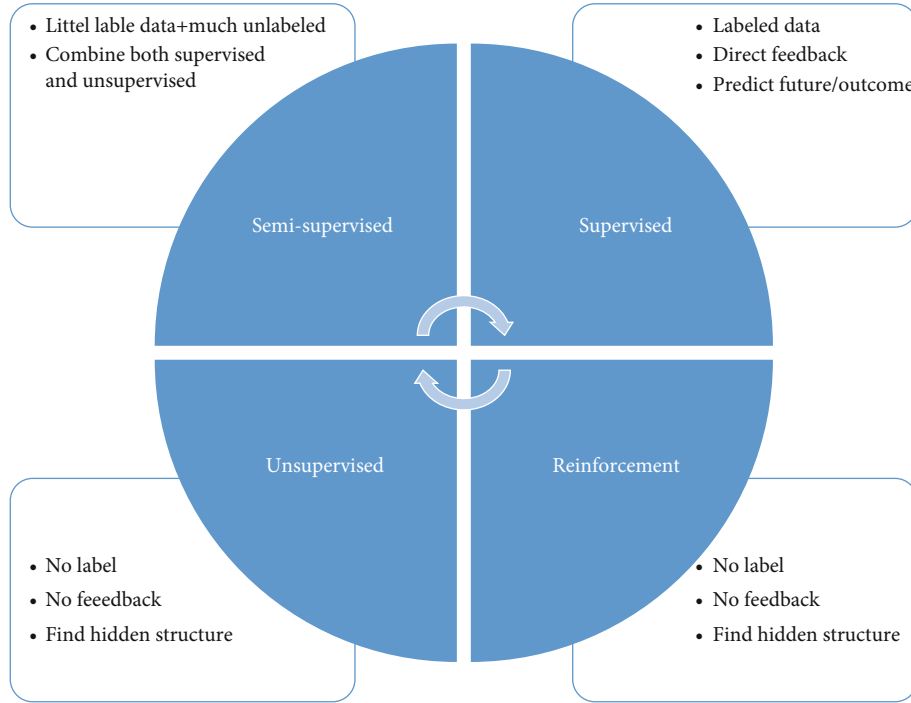 • Littel lable data+much unlabeled
• Combine both supervised
and unsupervised
• Labeled data
• Direct feedback
• Predict future/outcome
Semi-supervised
Supervised
Unsupervised
Reinforcement
• No label
• No feeedback
• Find hidden structure
• No label
• No feedback
• Find hidden structure